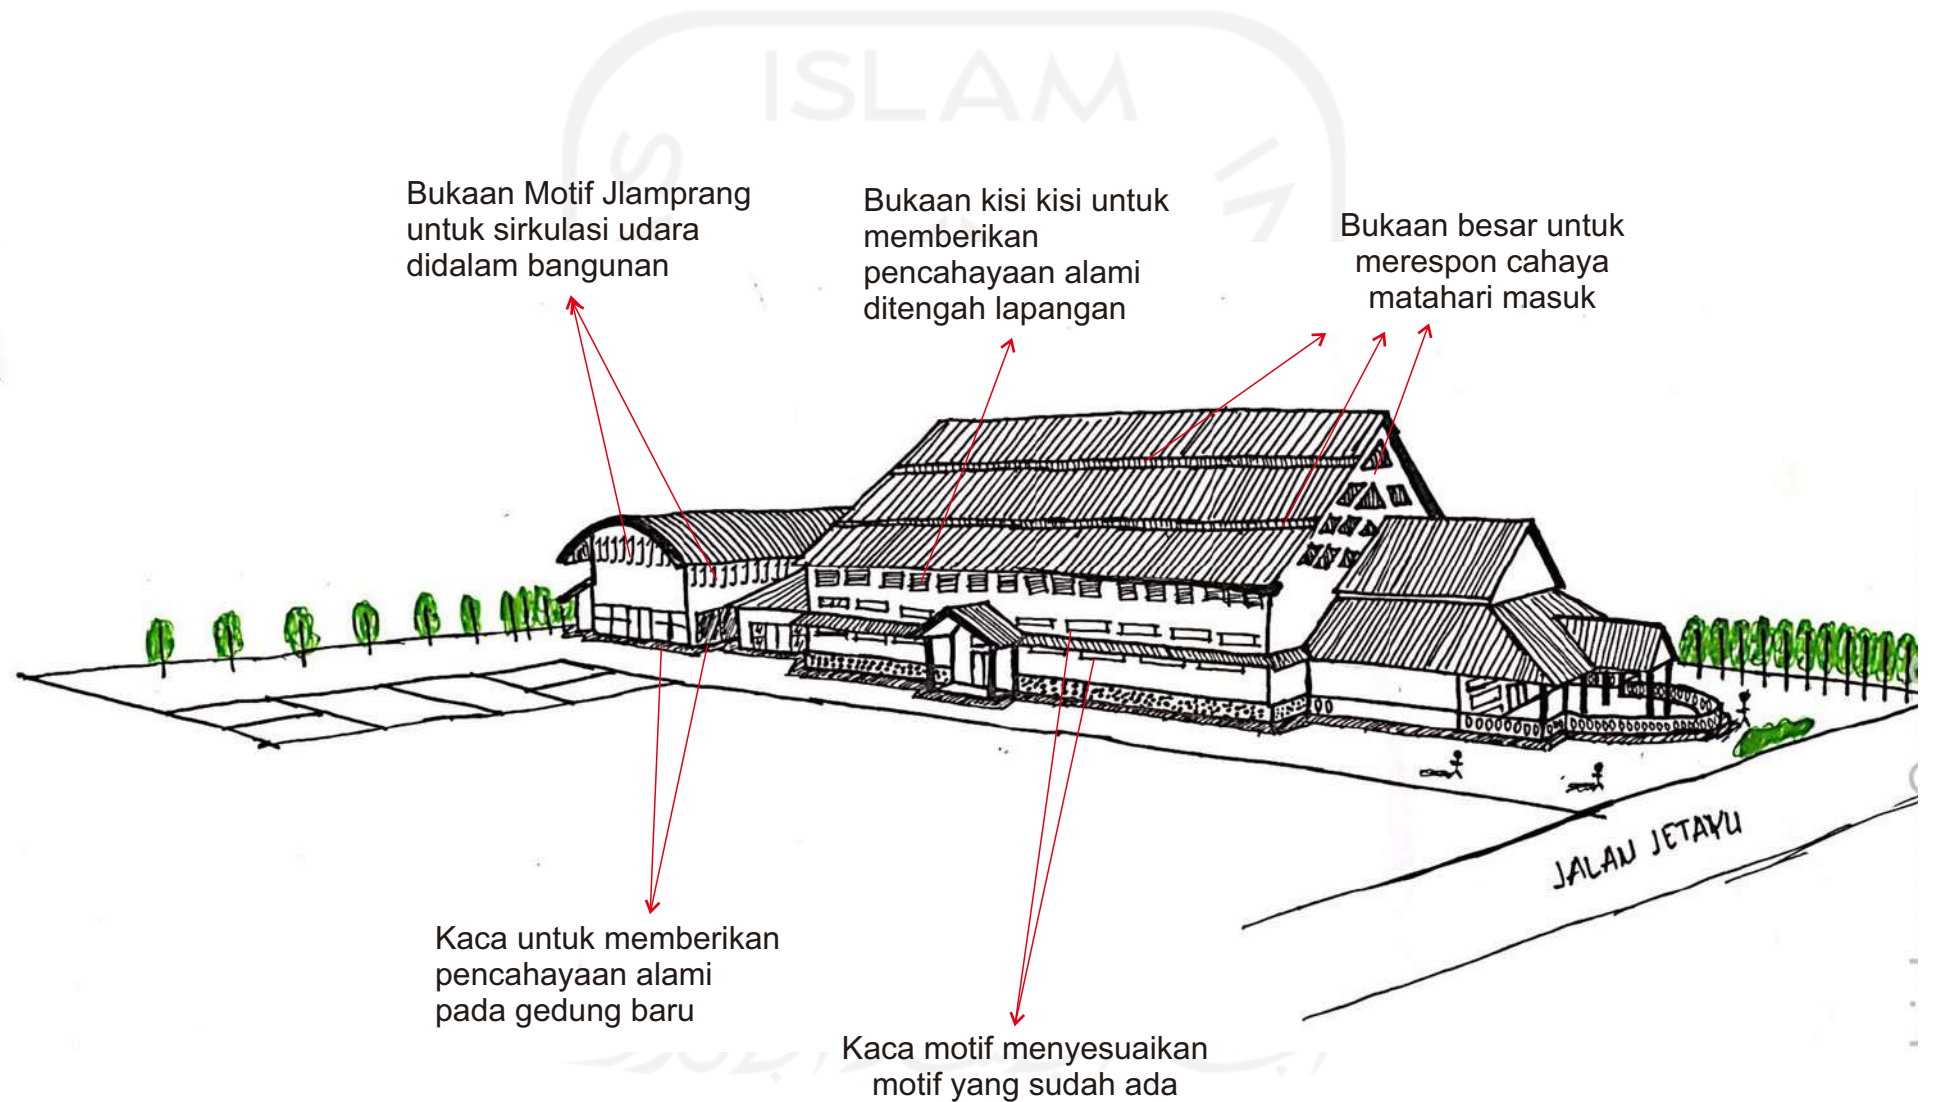 ISLAM
Bukaan Motif Jlamprang
untuk sirkulasi udara
didalam bangunan
Bukaan kisi kisi untuk
memberikan
pencahayaan alami
ditengah lapangan
Bukaan besar untuk
merespon cahaya
matahari masuk
JALAN JETAYU
Kaca untuk memberikan
pencahayaan alami
pada gedung baru
Kaca motif menyesuaikan
motif yang sudah ada